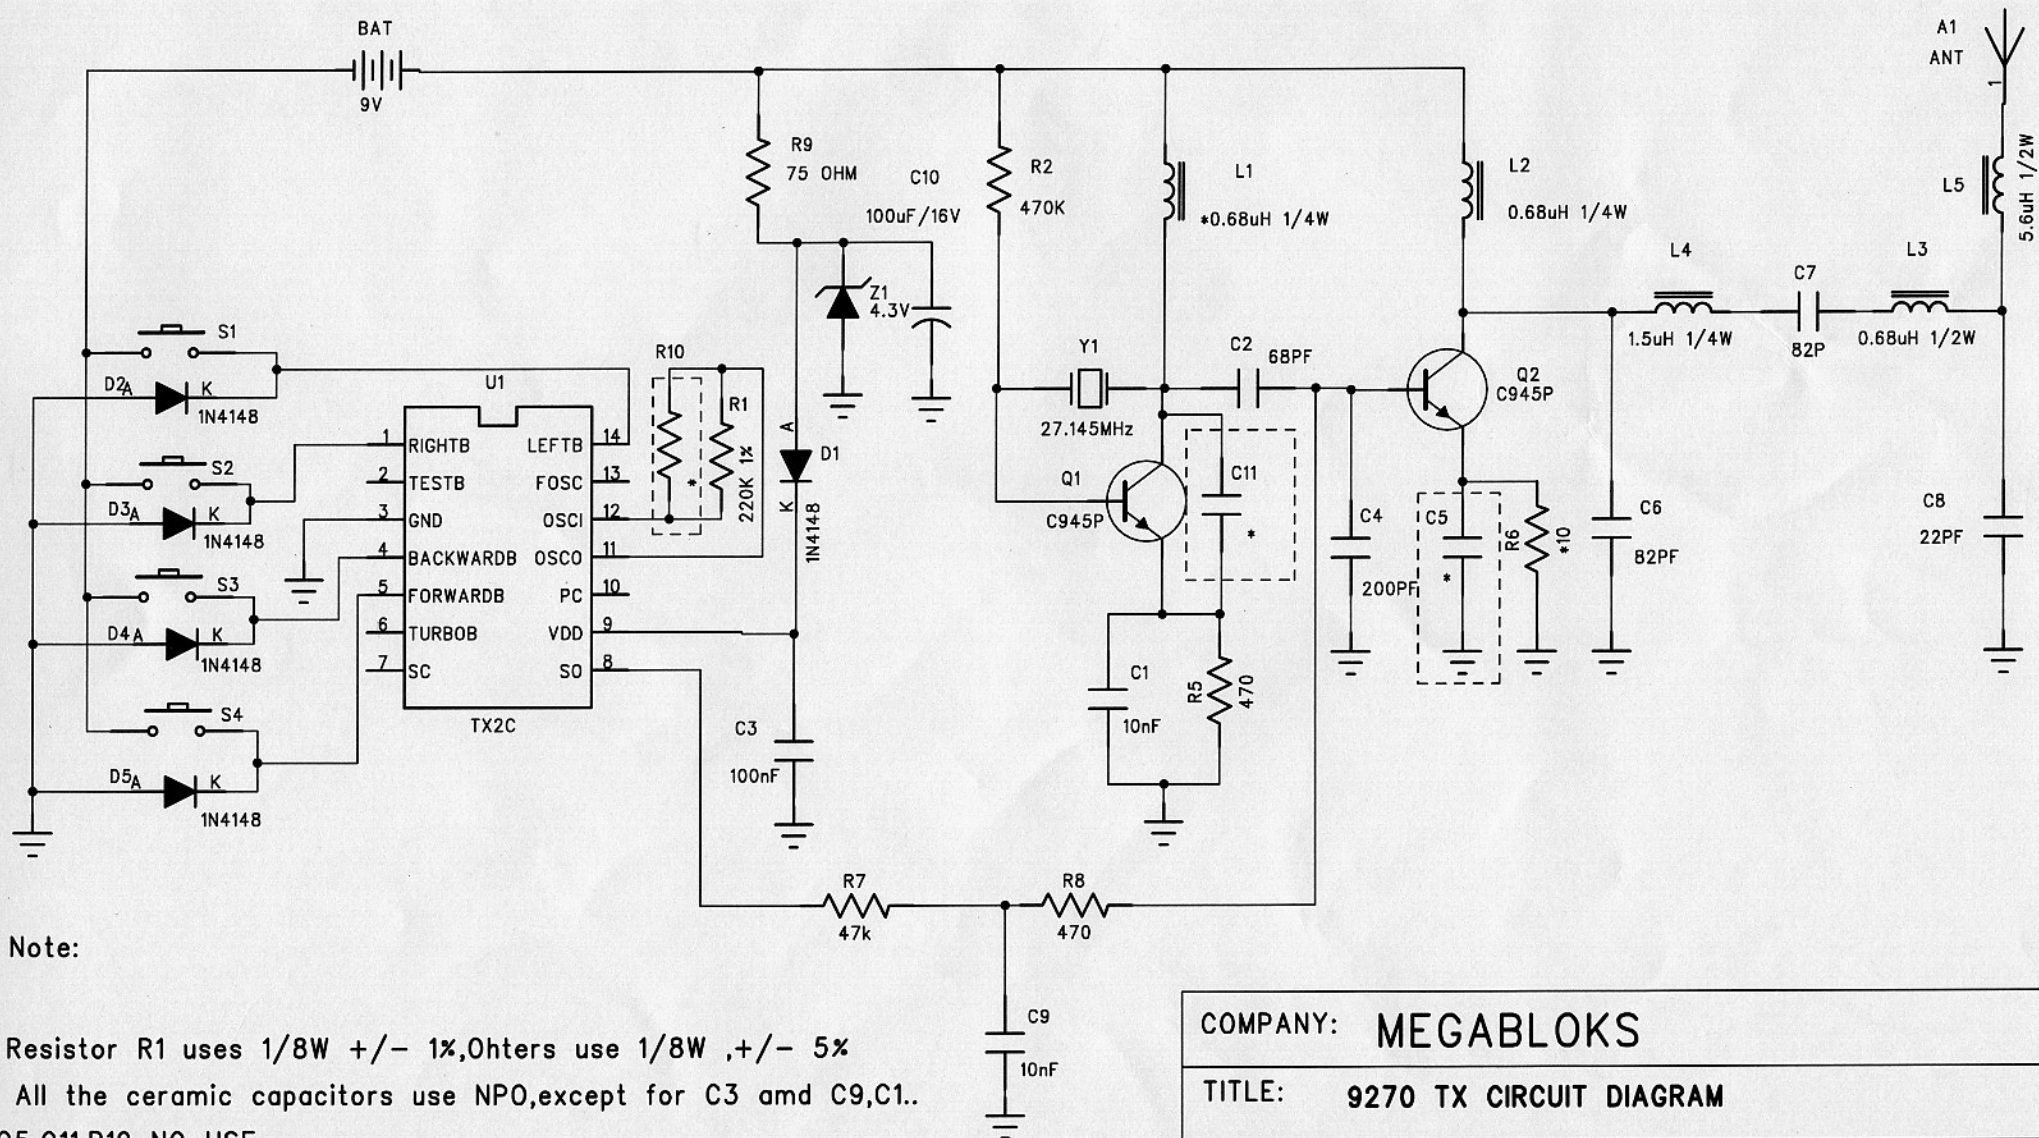 BAT
9V
A1
ANT
1
R9
75 OHM
C10
100uF/16V
R2
470K
L1
*0.68uH 1/4W
L2
0.68uH 1/4W
L5
5.6uH 1/2W
L4
1.5uH 1/4W
C7
82P
L3
0.68uH 1/2W
Z1
4.3V
S1
D2 A
K
1N4148
S2
D3 A
K
1N4148
S3
D4 A
K
1N4148
S4
D5 A
K
1N4148
U1
1 RIGHTB
LEFTB 14
2 TESTB
FOSC 13
3 GND
OSCI 12
4 BACKWARDB
OSCO 11
5 FORWARDB
PC 10
6 TURBOB
VDD 9
7 SC
SO 8
TX2C
R10
*
R1
220K 1%
A
D1
K
1N4148
Y1
27.145MHz
C2
68PF
Q1
C945P
C11
*
Q2
C945P
C4
200PF
C5
*
R6
*10
C6
82PF
C8
22PF
C1
10nF
R5
470
C3
100nF
R7
47k
R8
470
C9
10nF
Note:
Resistor R1 uses 1/8W +/- 1%,Ohters use 1/8W ,+/- 5%
All the ceramic capacitors use NPO,except for C3 amd C9,C1..
COMPANY: MEGABLOKS
TITLE: 9270 TX CIRCUIT DIAGRAM